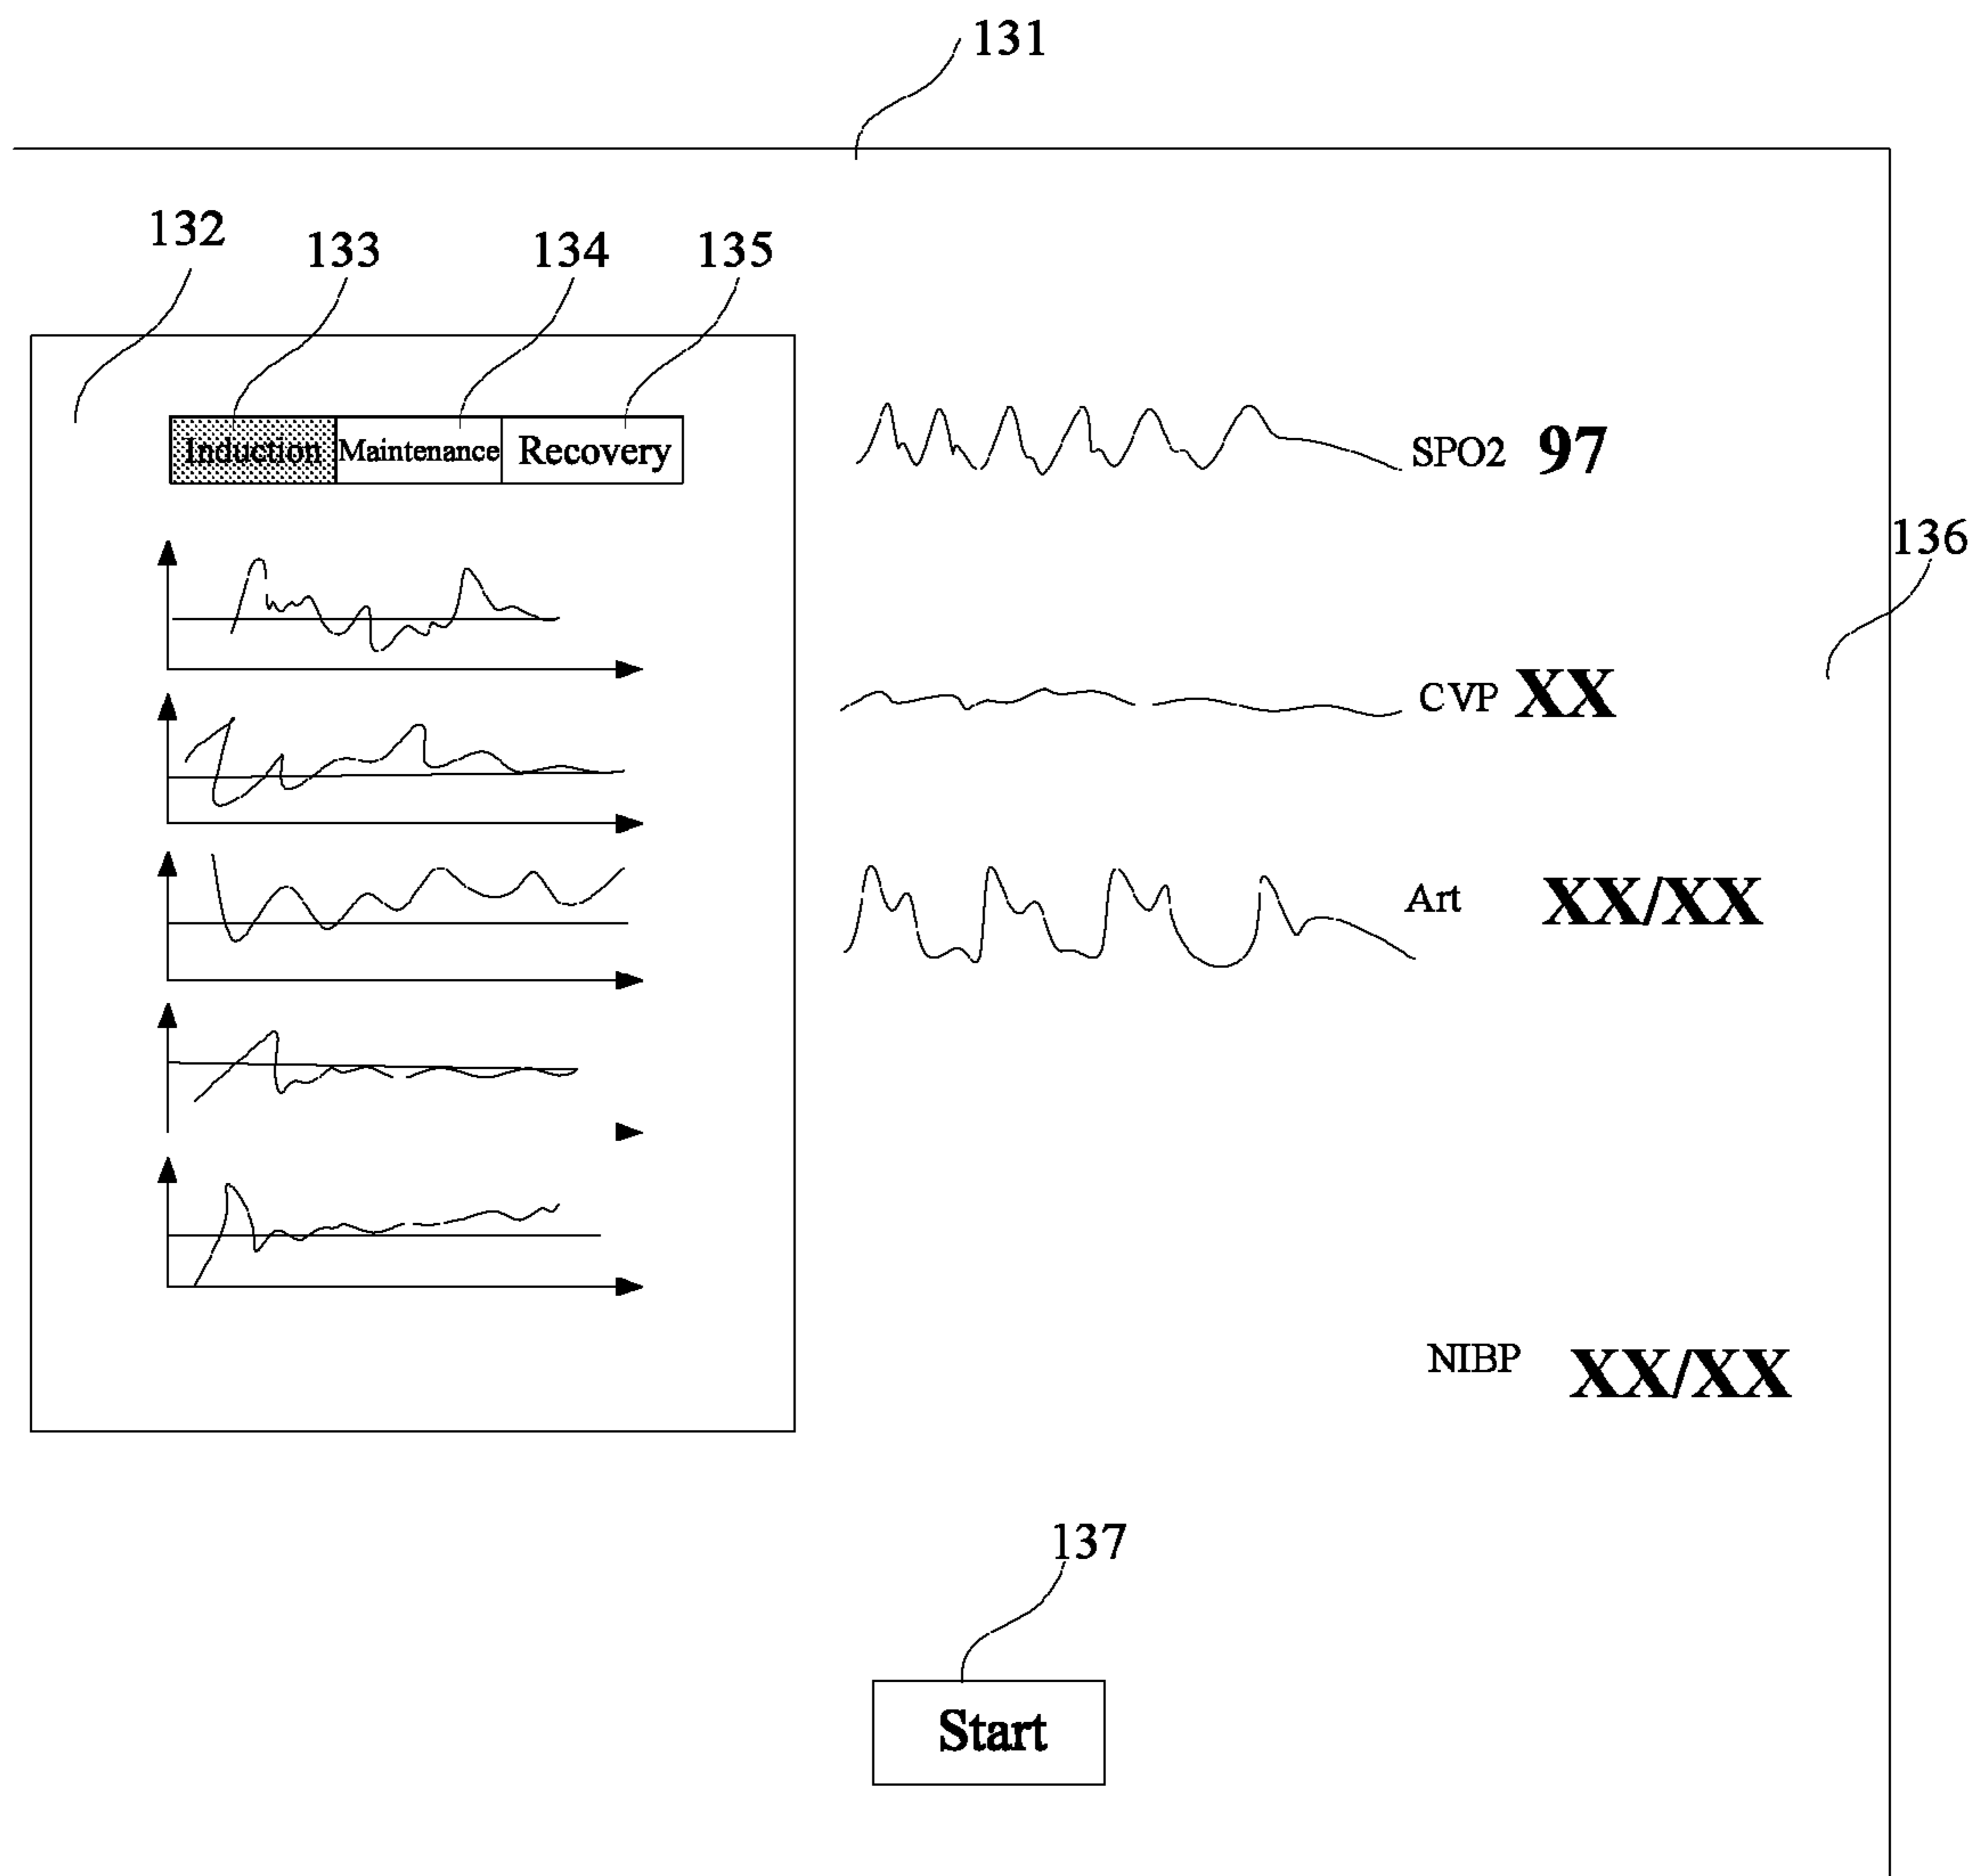 131
132
133
134
135
Induction Maintenance Recovery
SPO2 97
136
CVP XX
Art XX/XX
NIBP XX/XX
137
Start